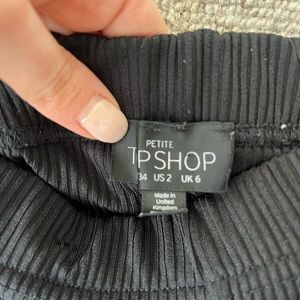 PETITE
TPSHOP
34 US 2 UK 6
Made in
United
Kingdom